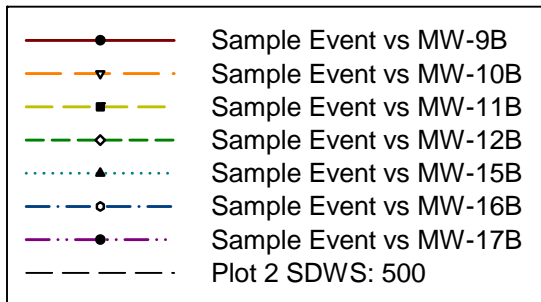 Sample Event vs MW-9B
Sample Event vs MW-10B
Sample Event vs MW-11B
Sample Event vs MW-12B
Sample Event vs MW-15B
Sample Event vs MW-16B
Sample Event vs MW-17B
Plot 2 SDWS: 500